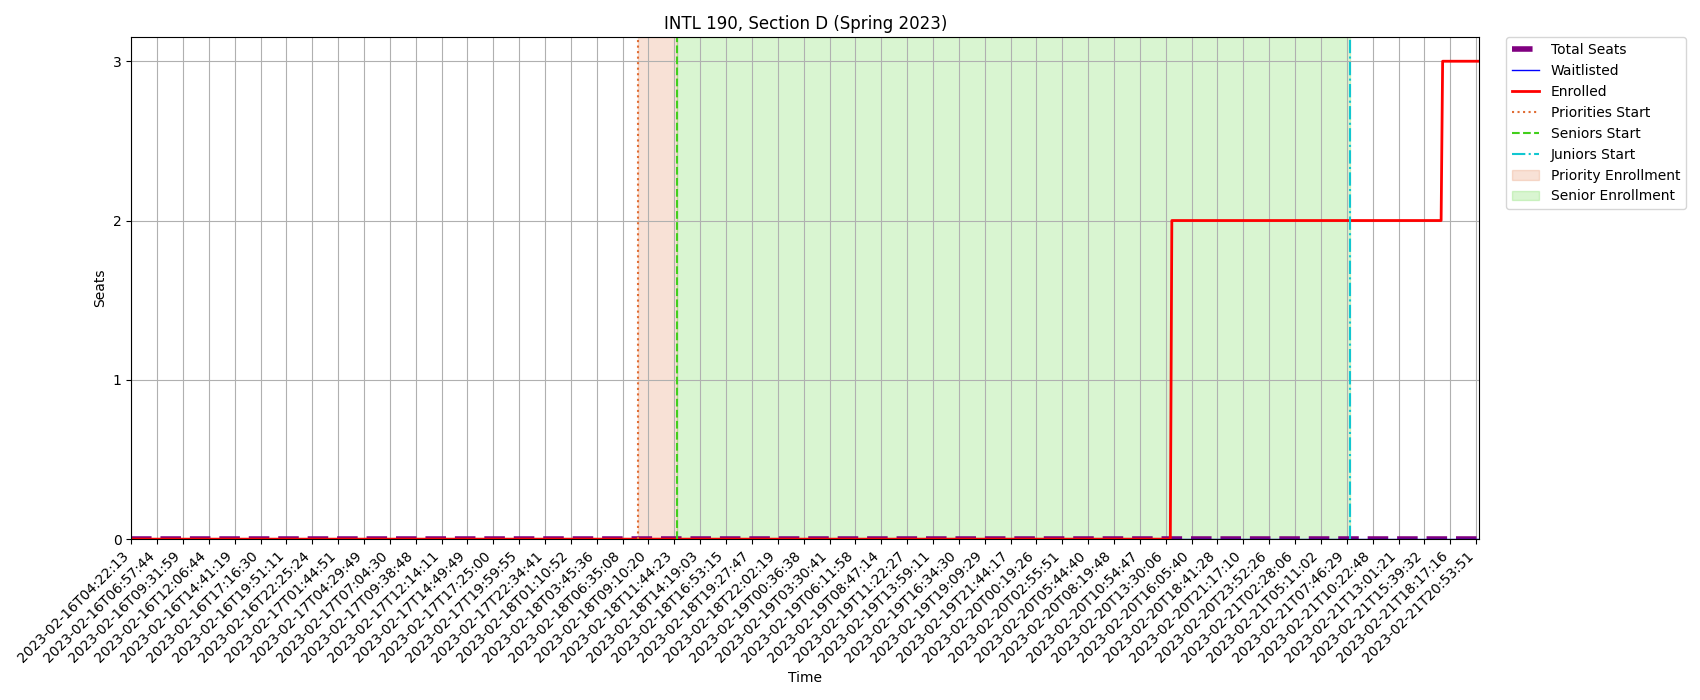 INTL 190, Section D (Spring 2023)
Seats
3
2
1
0
2023-02-16T04:22:13
2023-02-16T06:57:44
2023-02-16T09:31:59
2023-02-16T12:06:44
2023-02-16T14:41:19
2023-02-16T17:16:30
2023-02-16T19:51:11
2023-02-16T22:25:24
2023-02-17T01:44:51
2023-02-17T04:29:49
2023-02-17T07:04:30
2023-02-17T09:38:48
2023-02-17T12:14:11
2023-02-17T14:49:49
2023-02-17T17:25:00
2023-02-17T19:59:55
2023-02-17T22:34:41
2023-02-18T01:10:52
2023-02-18T03:45:36
2023-02-18T06:35:08
2023-02-18T09:10:20
2023-02-18T11:44:23
2023-02-18T14:19:03
2023-02-18T16:53:15
2023-02-18T19:27:47
2023-02-18T22:02:19
2023-02-19T00:36:38
2023-02-19T03:30:41
2023-02-19T06:11:58
2023-02-19T08:47:14
2023-02-19T11:22:27
2023-02-19T13:59:11
2023-02-19T16:34:30
2023-02-19T19:09:29
2023-02-19T21:44:17
2023-02-20T00:19:26
2023-02-20T02:55:51
2023-02-20T05:44:40
2023-02-20T08:19:48
2023-02-20T10:54:47
2023-02-20T13:30:06
2023-02-20T16:05:40
2023-02-20T18:41:28
2023-02-20T21:17:10
2023-02-20T23:52:26
2023-02-21T02:28:06
2023-02-21T05:11:02
2023-02-21T07:46:29
2023-02-21T10:22:48
2023-02-21T13:01:21
2023-02-21T15:39:32
2023-02-21T18:17:16
2023-02-21T20:53:51
Time
Total Seats
Waitlisted
Enrolled
Priorities Start
Seniors Start
Juniors Start
Priority Enrollment
Senior Enrollment